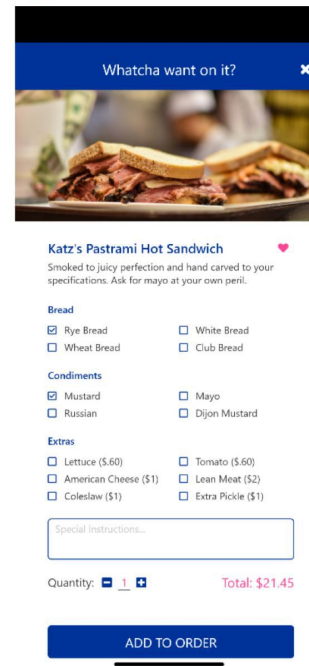 Whatcha want on it?
Katz's Pastrami Hot Sandwich
Smoked to juicy perfection and hand carved to your
specifications. Ask for mayo at your own peril.
Bread
Rye Bread
White Bread
Wheat Bread
Club Bread
Condiments
Mustard
Mayo
Russian
Dijon Mustard
Extras
Lettuce ($.60)
Tomato ($.60)
American Cheese ($1)
Lean Meat ($2)
Coleslaw ($1)
Extra Pickle ($1)
Special Instructions...
Quantity: 1 Total: $21.45
ADD TO ORDER